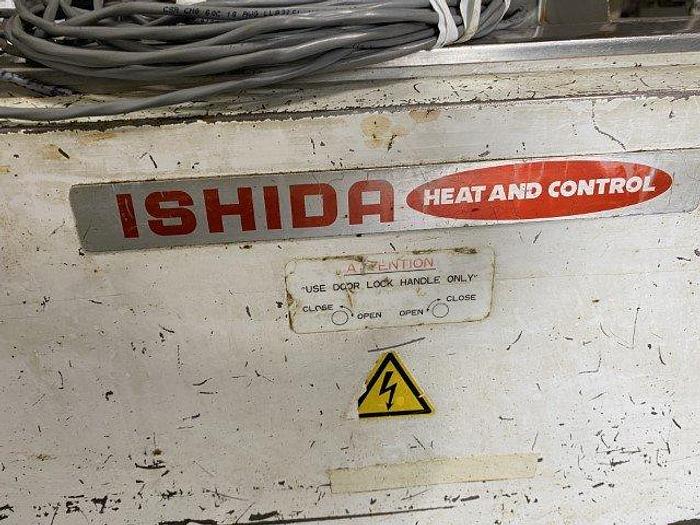 ISHIDA HEAT AND CONTROL
ATTENTION
"USE DOOR LOCK HANDLE ONLY"
CLOSE OPEN OPEN CLOSE